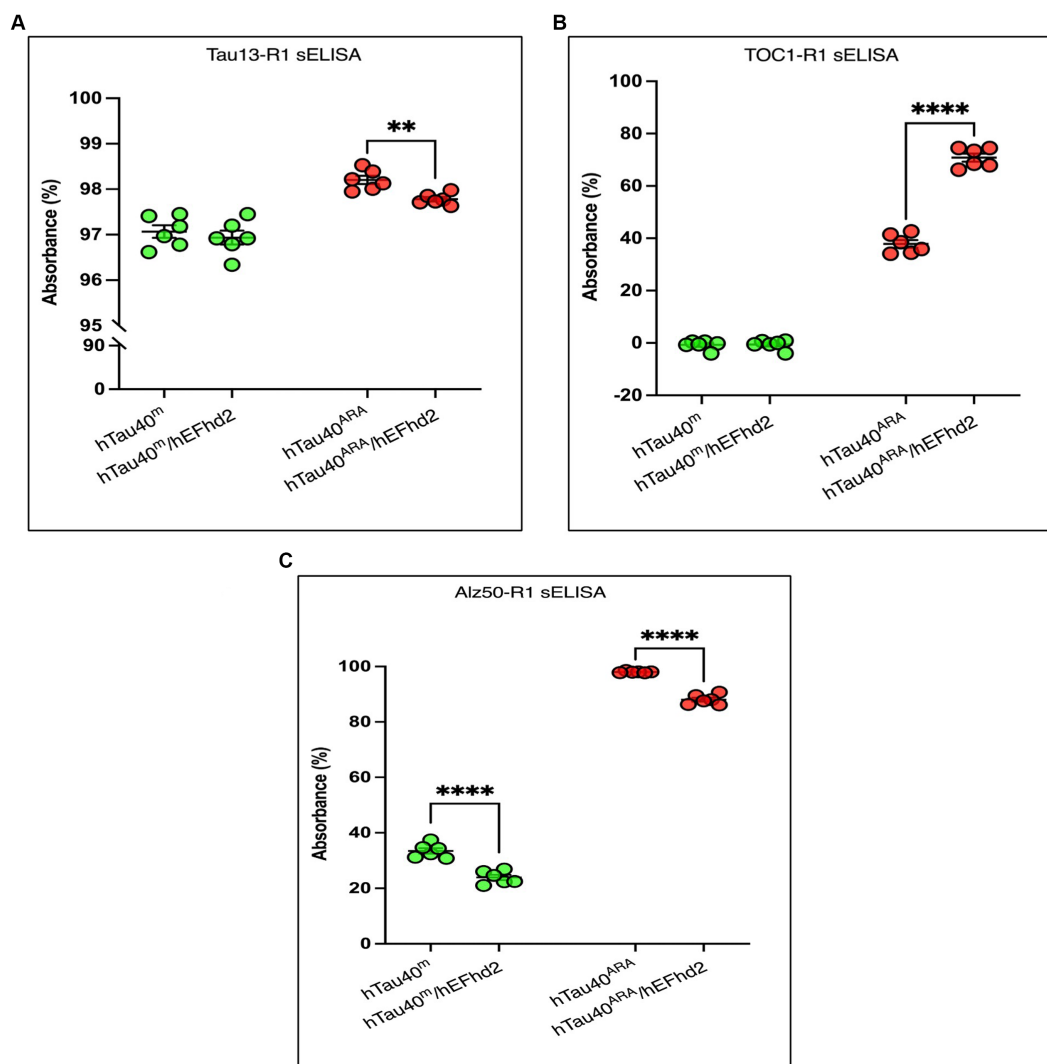 A
Tau13-R1 sELISA
Absorbance (%)
100
99
98
97
96
95
90
0
**
hTau40ᵐ
hTau40ᵐ/hEFhd2
hTau40ᴬᴿᴬ
hTau40ᴬᴿᴬ/hEFhd2
B
TOC1-R1 sELISA
Absorbance (%)
100
80
60
40
20
0
-20
****
hTau40ᵐ
hTau40ᵐ/hEFhd2
hTau40ᴬᴿᴬ
hTau40ᴬᴿᴬ/hEFhd2
C
Alz50-R1 sELISA
Absorbance (%)
100
80
60
40
20
0
****
****
hTau40ᵐ
hTau40ᵐ/hEFhd2
hTau40ᴬᴿᴬ
hTau40ᴬᴿᴬ/hEFhd2